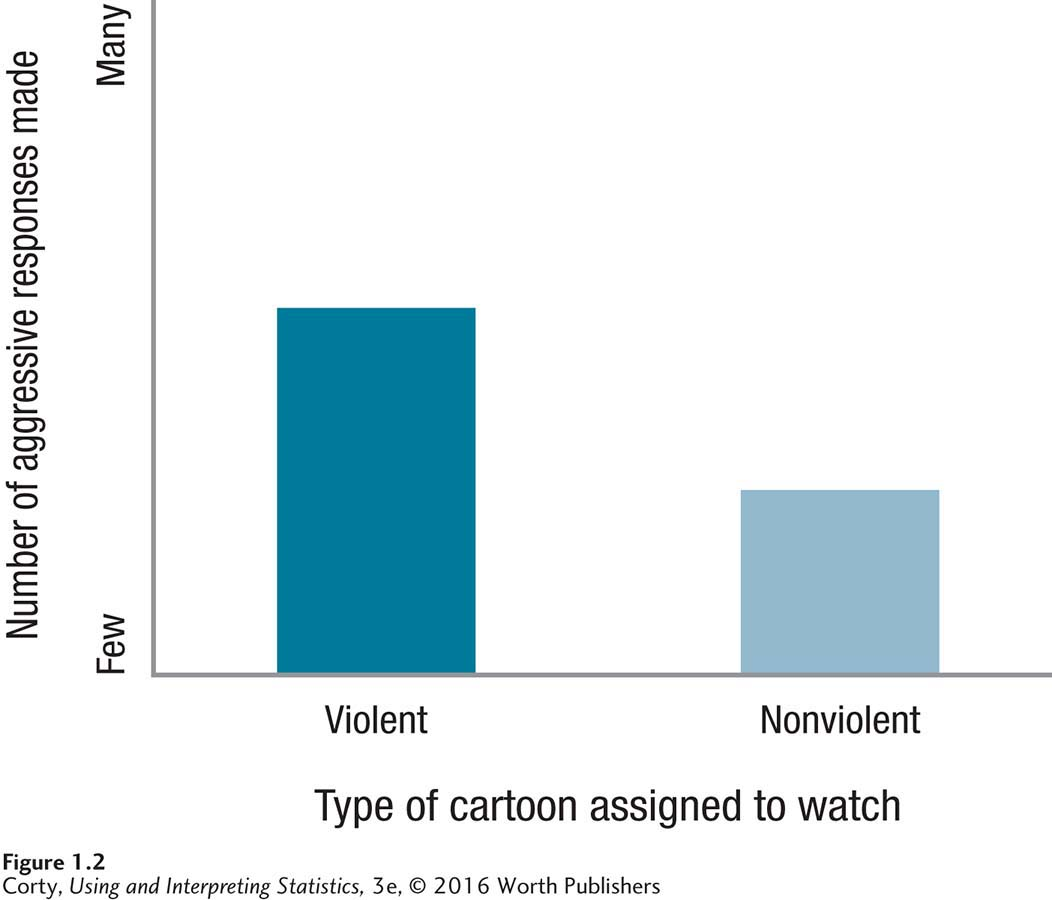 Number of aggressive responses made
Many
Few
Violent
Nonviolent
Type of cartoon assigned to watch
Figure 1.2
Corty, Using and Interpreting Statistics, 3e, © 2016 Worth Publishers